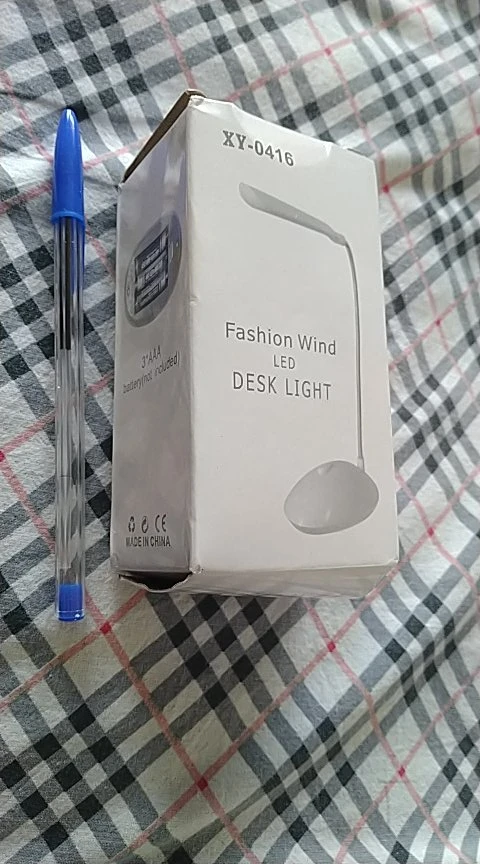 XY-0416
Fashion Wind
LED
DESK LIGHT
3*AAA
battery(not included)
CE
MADE IN CHINA